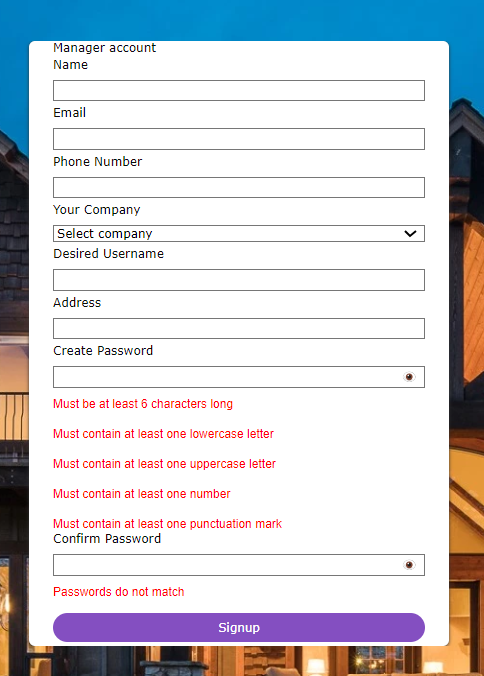 Manager account
Name
Email
Phone Number
Your Company
Select company
Desired Username
Address
Create Password
Must be at least 6 characters long
Must contain at least one lowercase letter
Must contain at least one uppercase letter
Must contain at least one number
Must contain at least one punctuation mark
Confirm Password
Passwords do not match
Signup